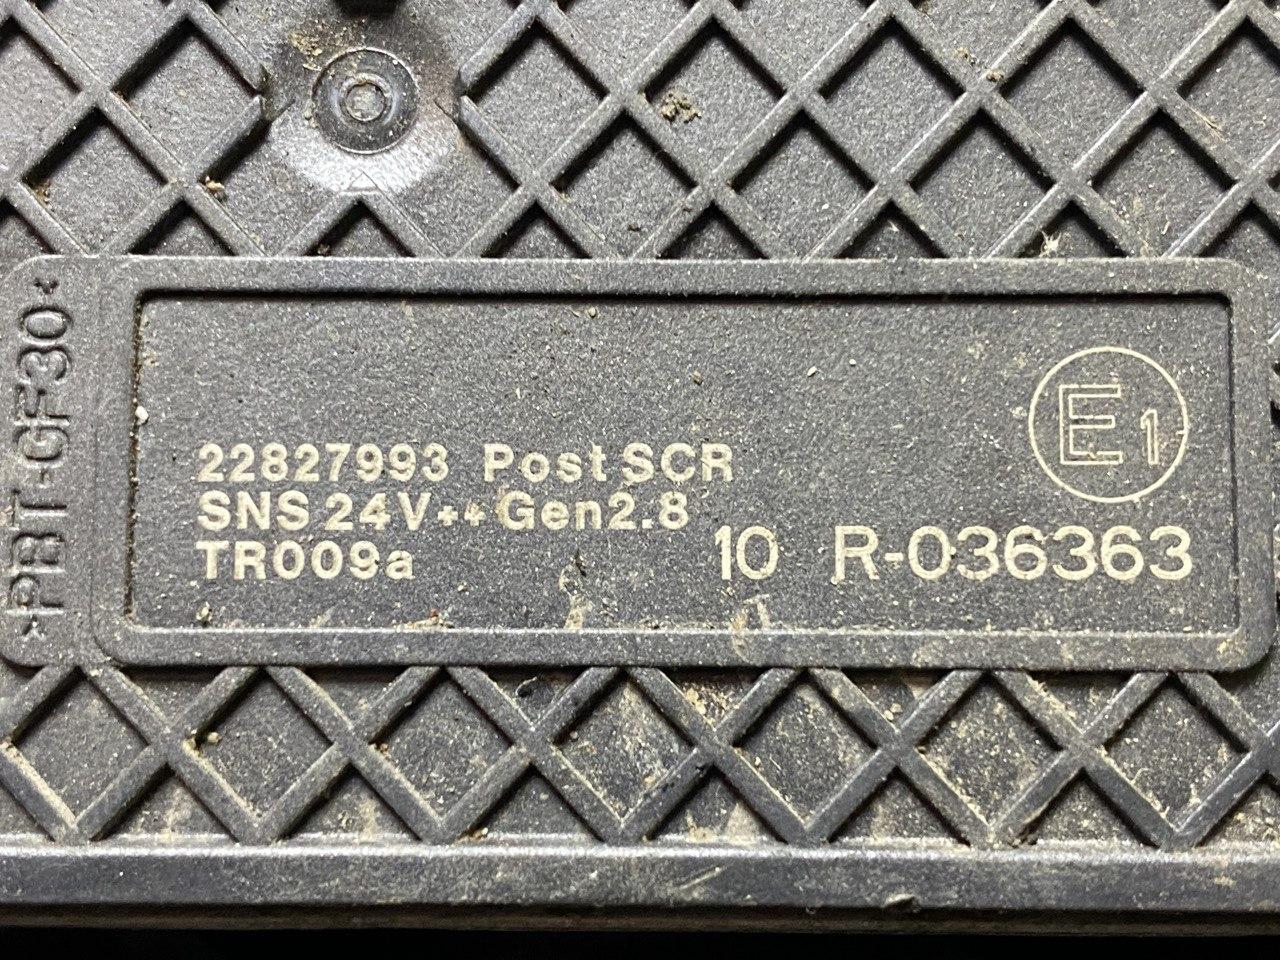 >PBT-GF30<
22827993 Post SCR
SNS 24V++ Gen2.8
TR009a
E1
10 R-036363